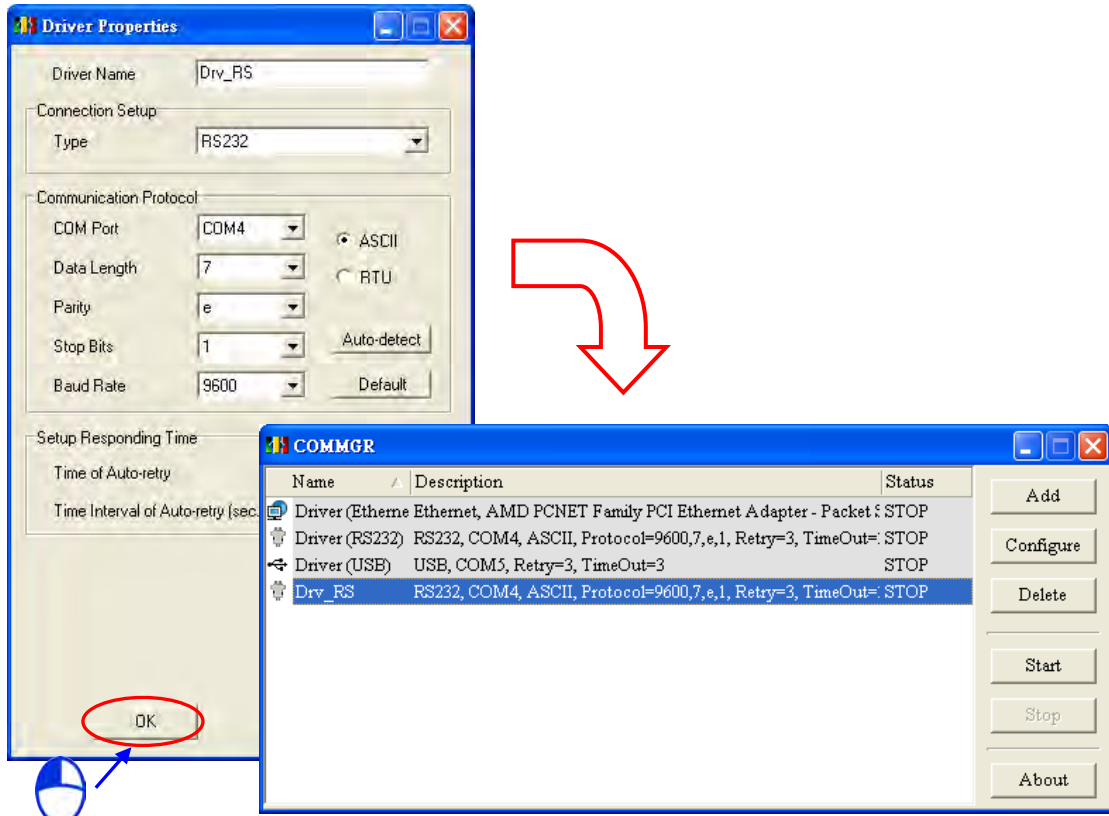 Driver Properties
Driver Name Drv_RS
Connection Setup
Type RS232
Communication Protocol
COM Port COM4
ASCII
Data Length 7
RTU
Parity e
Stop Bits 1 Auto-detect
Baud Rate 9600 Default
Setup Responding Time
Time of Auto-retry
Time Interval of Auto-retry (sec.
OK
COMMGR
Name Description Status
Driver (Etherne Ethernet, AMD PCNET Family PCI Ethernet Adapter - Packet STOP
Driver (RS232) RS232, COM4, ASCII, Protocol=9600,7,e,1, Retry=3, TimeOut= STOP
Driver (USB) USB, COM5, Retry=3, TimeOut=3 STOP
Drv_RS RS232, COM4, ASCII, Protocol=9600,7,e,1, Retry=3, TimeOut= STOP
Add
Configure
Delete
Start
Stop
About